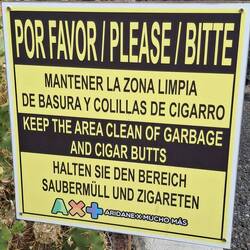 POR FAVOR / PLEASE / BITTE
MANTENER LA ZONA LIMPIA
DE BASURA Y COLILLAS DE CIGARRO
KEEP THE AREA CLEAN OF GARBAGE
AND CIGAR BUTTS
HALTEN SIE DEN BEREICH
SAUBERMÜLL UND ZIGARETEN
AX+ ARIDANE·X MUCHO MÁS